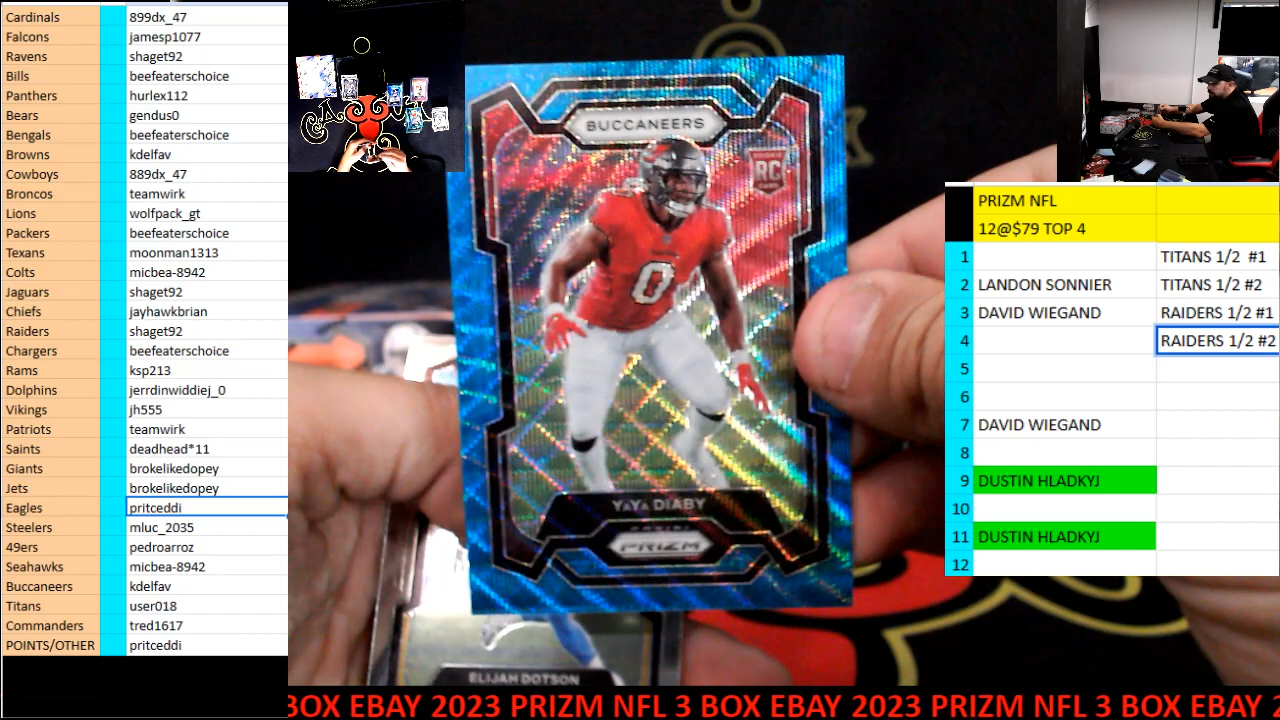 Cardinals 899dx_47
Falcons jamesp1077
Ravens shaget92
Bills beefeaterschoice
Panthers hurlex112
Bears gendus0
Bengals beefeaterschoice
Browns kdelfav
Cowboys 889dx_47
Broncos teamwirk
Lions wolfpack_gt
Packers beefeaterschoice
Texans moonman1313
Colts micbea-8942
Jaguars shaget92
Chiefs jayhawkbrian
Raiders shaget92
Chargers beefeaterschoice
Rams ksp213
Dolphins jerrdinwiddiej_0
Vikings jh555
Patriots teamwirk
Saints deadhead*11
Giants brokelikedopey
Jets brokelikedopey
Eagles pritceddi
Steelers mluc_2035
49ers pedroarroz
Seahawks micbea-8942
Buccaneers kdelfav
Titans user018
Commanders tred1617
POINTS/OTHER pritceddi
BUCCANEERS
ROOKIE
RC
0
YAYA DIABY
PANINI
PRIZM
ELIJAH DOTSON
PRIZM NFL
12@$79 TOP 4
1 TITANS 1/2 #1
2 LANDON SONNIER TITANS 1/2 #2
3 DAVID WIEGAND RAIDERS 1/2 #1
4 RAIDERS 1/2 #2
5
6
7 DAVID WIEGAND
8
9 DUSTIN HLADKYJ
10
11 DUSTIN HLADKYJ
12
BOX EBAY 2023 PRIZM NFL 3 BOX EBAY 2023 PRIZM NFL 3 BOX EBAY 2